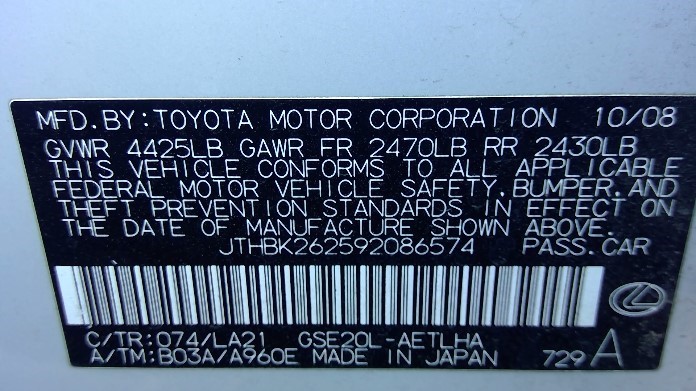 MFD. BY: TOYOTA MOTOR CORPORATION 10/08
GVWR 4425LB GAWR FR 2470LB RR 2430LB
THIS VEHICLE CONFORMS TO ALL APPLICABLE
FEDERAL MOTOR VEHICLE SAFETY, BUMPER, AND
THEFT PREVENTION STANDARDS IN EFFECT ON
THE DATE OF MANUFACTURE SHOWN ABOVE.
JTHBK262592086574 PASS. CAR
C/TR: 074/LA21 GSE20L-AETLHA
A/TM: B03A/A960E MADE IN JAPAN 729 A